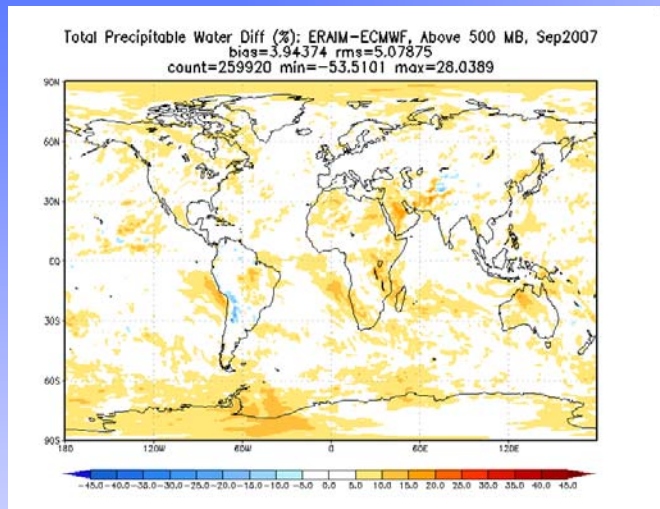 Total Precipitable Water Diff (%): ERAIM-ECMWF, Above 500 MB, Sep2007
bias=3.94374 rms=5.07875
count=259920 min=-53.5101 max=28.0389
90N
60N
30N
EQ
30S
60S
90S
180 120W 60W 0 60E 120E
-45.0 -40.0 -35.0 -30.0 -25.0 -20.0 -15.0 -10.0 -5.0 0.0 5.0 10.0 15.0 20.0 25.0 30.0 35.0 40.0 45.0